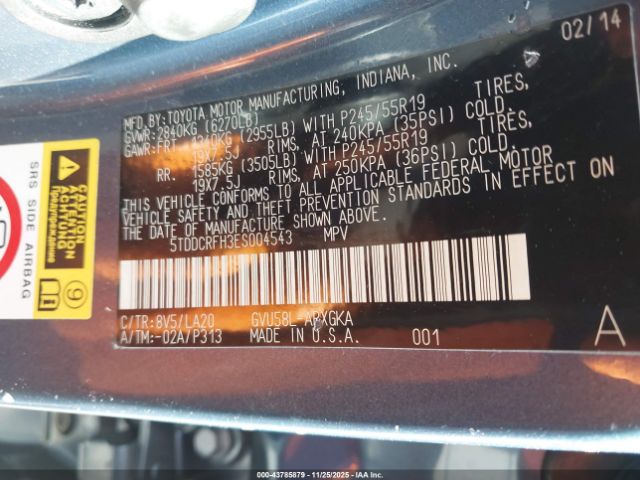 02/14
MFD. BY: TOYOTA MOTOR MANUFACTURING, INDIANA, INC.
GVWR: 2840KG (6270LB)
GAWR: FRT. 1340KG (2955LB) WITH P245/55R19 TIRES,
19X7.5J RIMS, AT 240KPA (35PSI) COLD.
RR. 1585KG (3505LB) WITH P245/55R19 TIRES,
19X7.5J RIMS, AT 250KPA (36PSI) COLD.
THIS VEHICLE CONFORMS TO ALL APPLICABLE FEDERAL MOTOR
VEHICLE SAFETY AND THEFT PREVENTION STANDARDS IN EFFECT ON
THE DATE OF MANUFACTURE SHOWN ABOVE.
5TDDCRFH3ES004543 MPV
C/TR: 8V5/LA20 GVU58L-ARXGKA
A/TM: -02A/P313 MADE IN U.S.A. 001
A
SRS SIDE AIRBAG
ACHTUNG
ATENCIÓN
Предупреждение
9
000-43785879 | 11/25/2025 | IAA